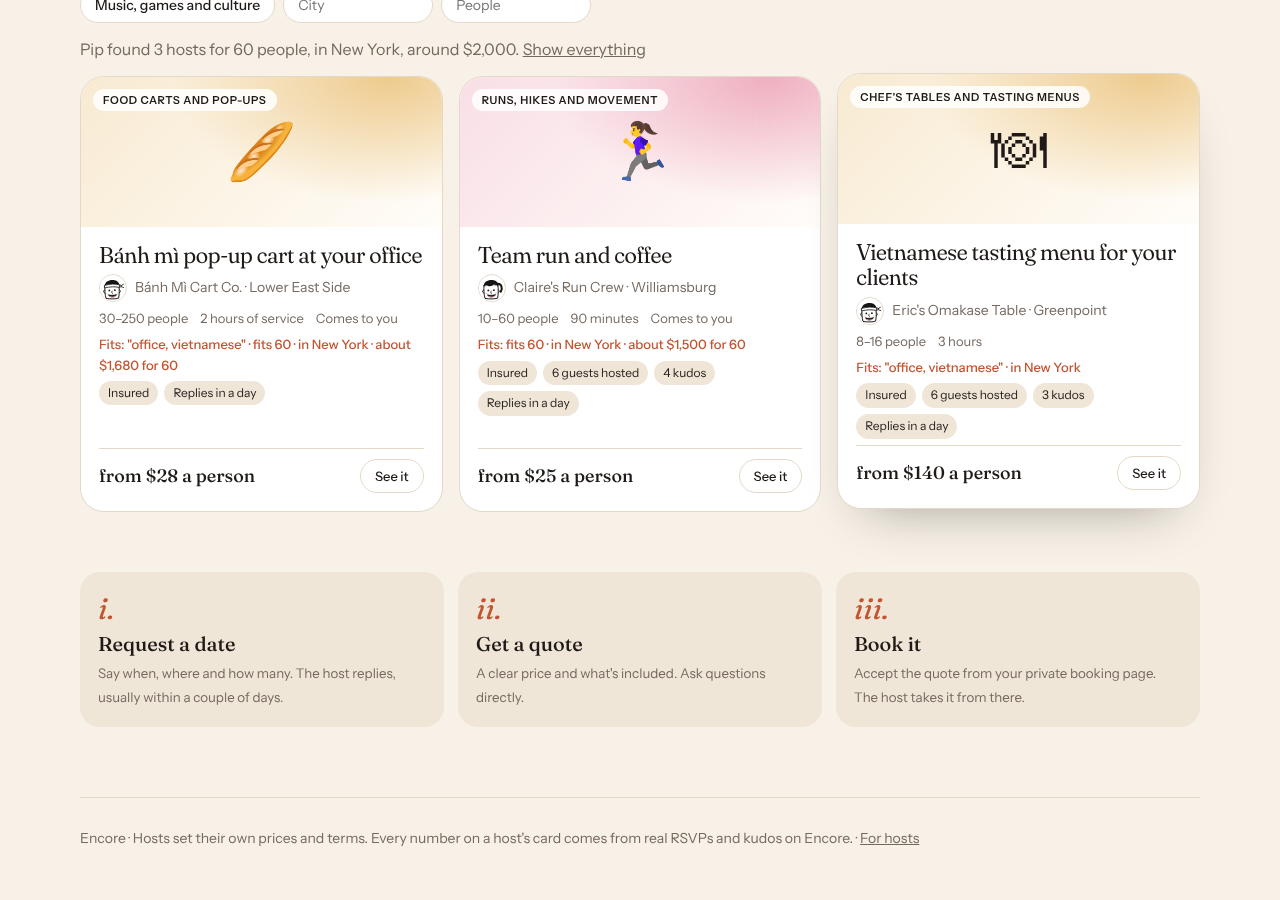 Music, games and culture
City
People
Pip found 3 hosts for 60 people, in New York, around $2,000. Show everything
FOOD CARTS AND POP-UPS
Bánh mì pop-up cart at your office
Bánh Mì Cart Co. · Lower East Side
30–250 people 2 hours of service Comes to you
Fits: "office, vietnamese" · fits 60 · in New York · about
$1,680 for 60
Insured Replies in a day
from $28 a person See it
RUNS, HIKES AND MOVEMENT
Team run and coffee
Claire's Run Crew · Williamsburg
10–60 people 90 minutes Comes to you
Fits: fits 60 · in New York · about $1,500 for 60
Insured 6 guests hosted 4 kudos
Replies in a day
from $25 a person See it
CHEF'S TABLES AND TASTING MENUS
Vietnamese tasting menu for your
clients
Eric's Omakase Table · Greenpoint
8–16 people 3 hours
Fits: "office, vietnamese" · in New York
Insured 6 guests hosted 3 kudos
Replies in a day
from $140 a person See it
i.
Request a date
Say when, where and how many. The host replies,
usually within a couple of days.
ii.
Get a quote
A clear price and what's included. Ask questions
directly.
iii.
Book it
Accept the quote from your private booking page.
The host takes it from there.
Encore · Hosts set their own prices and terms. Every number on a host's card comes from real RSVPs and kudos on Encore. · For hosts